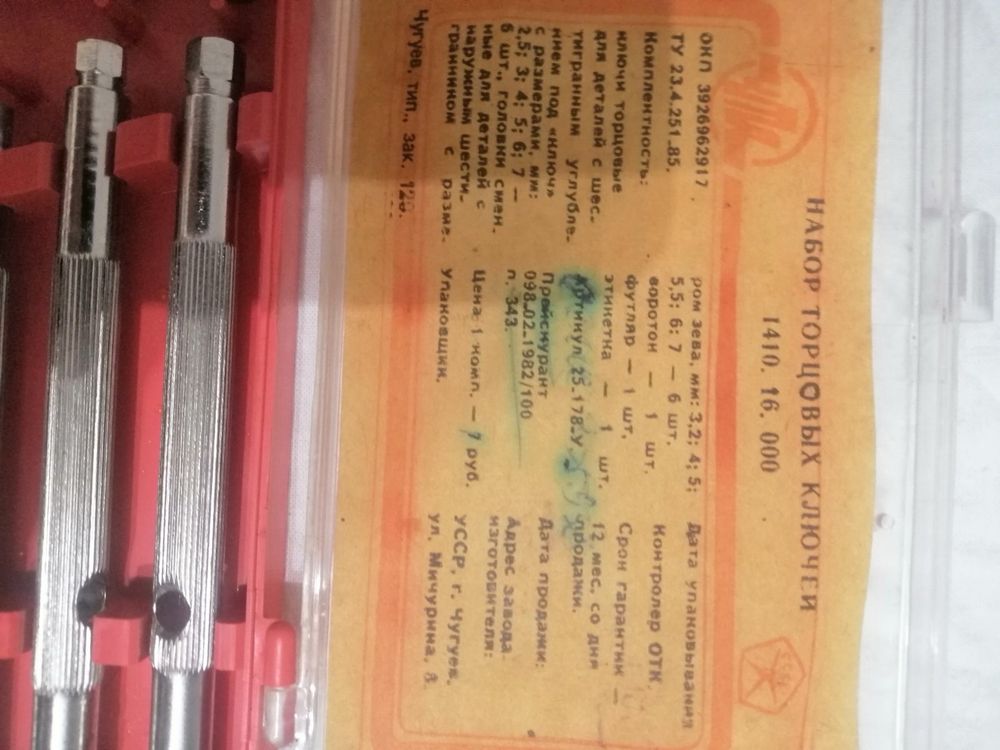 НАБОР ТОРЦОВЫХ КЛЮЧЕЙ
1410. 16. 000
ОКП 3926962917.
ТУ 23.4.251_85.
Комплектность:
ключи торцовые
для деталей с шес-
тигранным углубле-
нием под «ключ»
с размерами, мм:
2,5; 3; 4; 5; 6; 7 —
6 шт., головки смен-
ные для деталей с
наружным шести-
гранником с разме-
ром зева, мм: 3,2; 4; 5;
5,5; 6; 7 — 6 шт.
вороток — 1 шт.
футляр — 1 шт.
этикетка — 1 шт.
Артикул 25-178-У.
Прейскурант
098-02-1982/100
п. 343.
Цена 1 комп. — 7 руб.
Упаковщик.
Дата упаковывания
Контролер ОТК.
Срок гарантии —
12 мес. со дня
продажи.
Дата продажи:
Адрес завода
изготовителя:
УССР, г. Чугуев.
ул. Мичурина, 8.
Чугуев, тип., зак. 120.
СССР